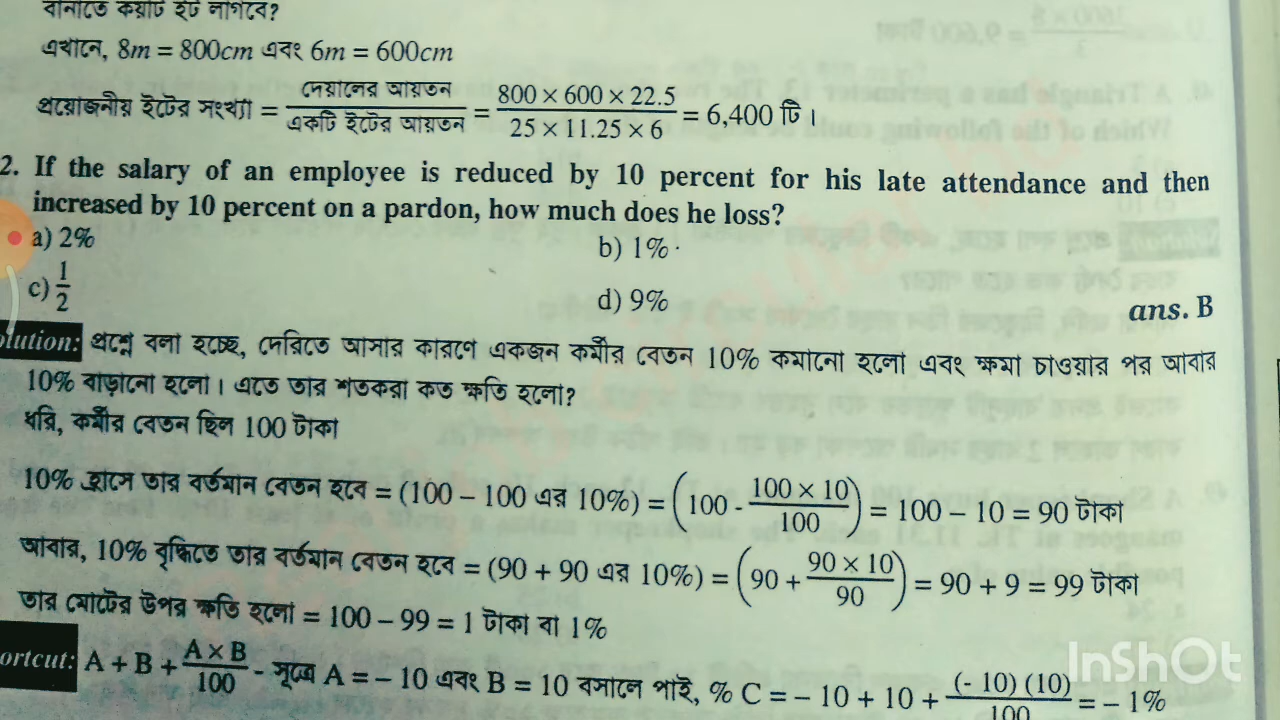 বানাতে কয়টি ইট লাগবে?
এখানে, 8m = 800cm এবং 6m = 600cm
প্রয়োজনীয় ইটের সংখ্যা = দেয়ালের আয়তন / একটি ইটের আয়তন = 800 × 600 × 22.5 / 25 × 11.25 × 6 = 6,400 টি।
2. If the salary of an employee is reduced by 10 percent for his late attendance and then
increased by 10 percent on a pardon, how much does he loss?
a) 2% b) 1%
c) 1/2 d) 9% ans. B
olution: প্রশ্নে বলা হচ্ছে, দেরিতে আসার কারণে একজন কর্মীর বেতন 10% কমানো হলো এবং ক্ষমা চাওয়ার পর আবার
10% বাড়ানো হলো। এতে তার শতকরা কত ক্ষতি হলো?
ধরি, কর্মীর বেতন ছিল 100 টাকা
10% হ্রাসে তার বর্তমান বেতন হবে = (100 – 100 এর 10%) = (100 - 100 × 10 / 100) = 100 – 10 = 90 টাকা
আবার, 10% বৃদ্ধিতে তার বর্তমান বেতন হবে = (90 + 90 এর 10%) = (90 + 90 × 10 / 90) = 90 + 9 = 99 টাকা
তার মোটের উপর ক্ষতি হলো = 100 – 99 = 1 টাকা বা 1%
ortcut: A + B + A × B / 100 - সূত্রে A = – 10 এবং B = 10 বসালে পাই, % C = – 10 + 10 + (- 10) (10) / 100 = – 1%
InShOt